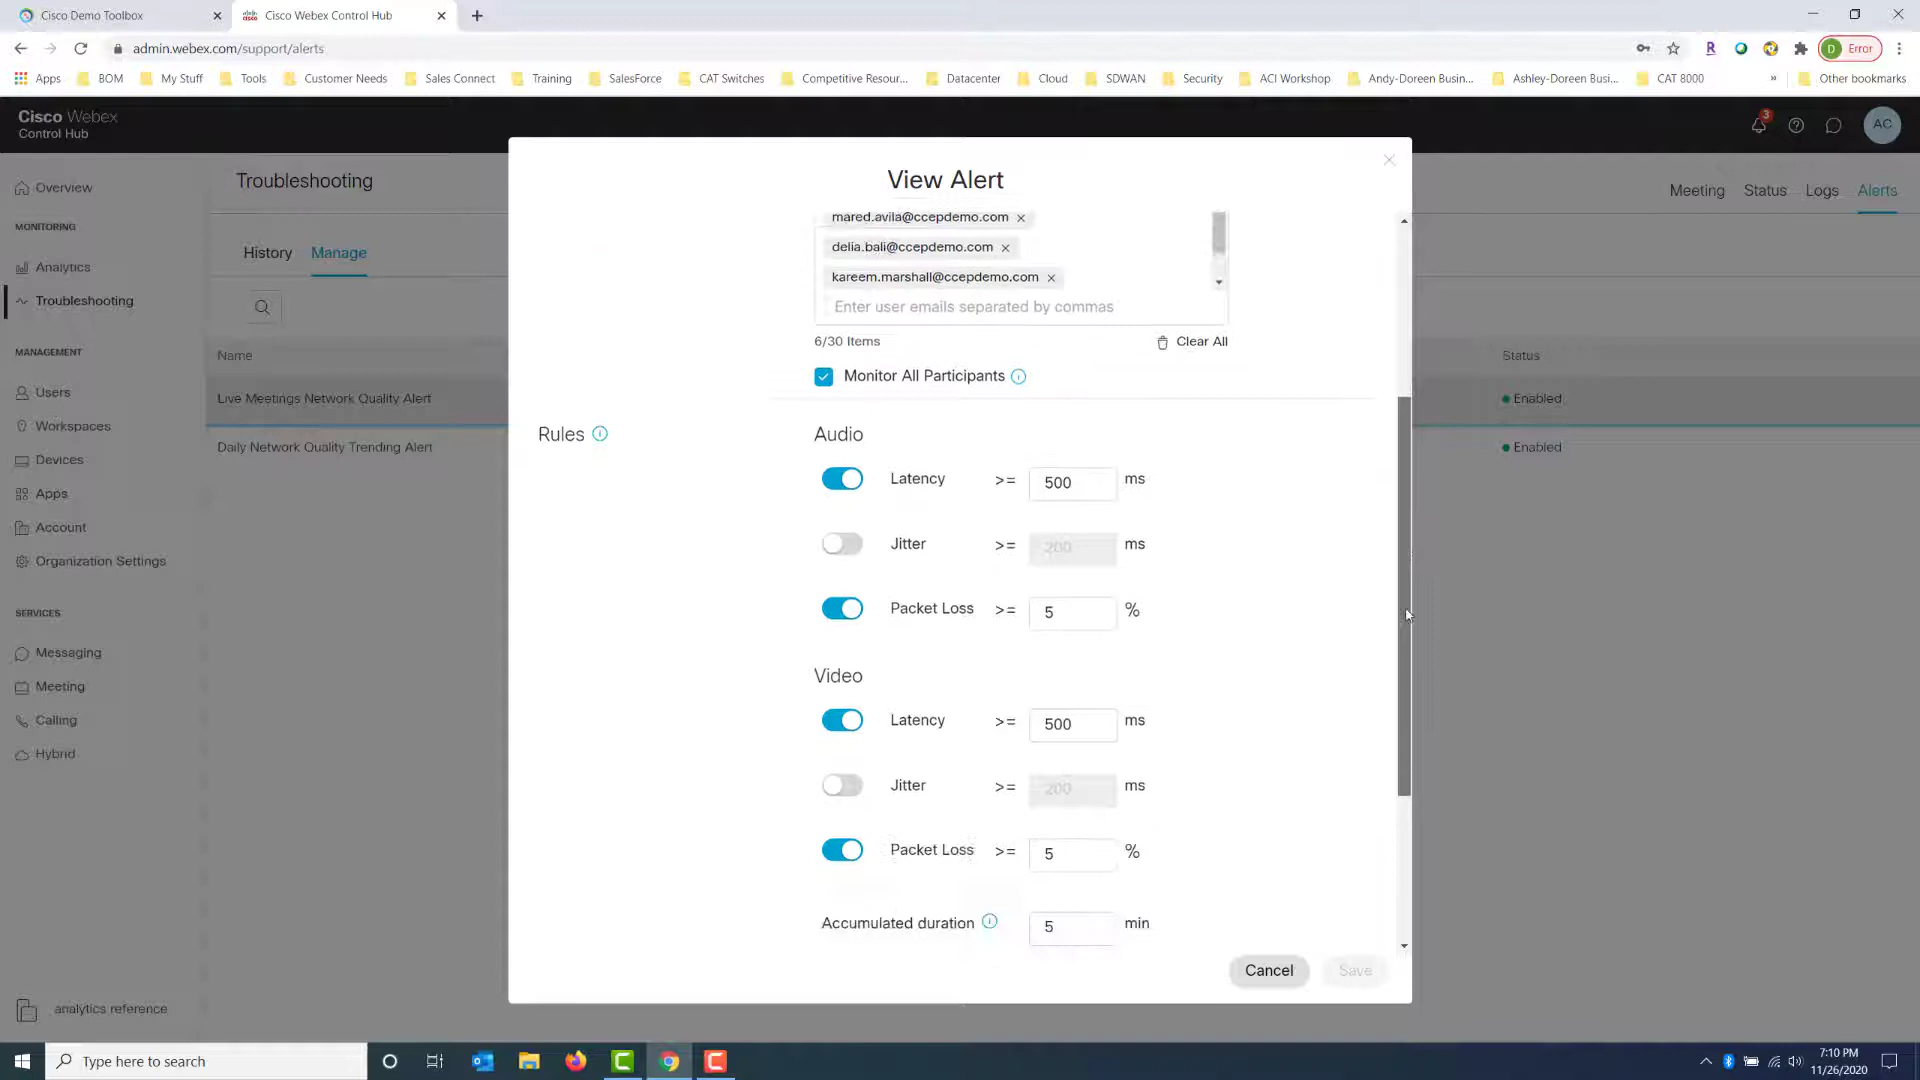 Cisco Demo Toolbox
Cisco Webex Control Hub
admin.webex.com/support/alerts
D Error
Apps BOM My Stuff Tools Customer Needs Sales Connect Training SalesForce CAT Switches Competitive Resour... Datacenter Cloud SDWAN Security ACI Workshop Andy-Doreen Busin... Ashley-Doreen Busi... CAT 8000 » Other bookmarks
Cisco Webex
Control Hub
3
AC
Overview
MONITORING
Analytics
Troubleshooting
MANAGEMENT
Users
Workspaces
Devices
Apps
Account
Organization Settings
SERVICES
Messaging
Meeting
Calling
Hybrid
analytics reference
Troubleshooting
Meeting Status Logs Alerts
History Manage
Name
Status
Live Meetings Network Quality Alert
Enabled
Daily Network Quality Trending Alert
Enabled
View Alert
mared.avila@ccepdemo.com
delia.bali@ccepdemo.com
kareem.marshall@ccepdemo.com
Enter user emails separated by commas
6/30 Items
Clear All
Monitor All Participants
Rules
Audio
Latency >= 500 ms
Jitter >= 200 ms
Packet Loss >= 5 %
Video
Latency >= 500 ms
Jitter >= 200 ms
Packet Loss >= 5 %
Accumulated duration 5 min
Cancel Save
Type here to search
7:10 PM
11/26/2020